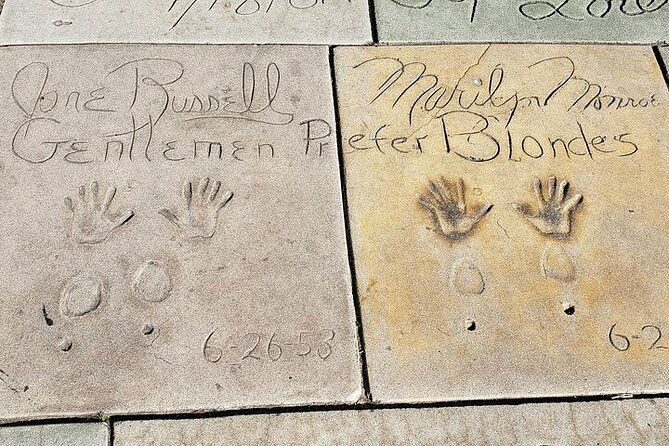 Jane Russell
Marilyn Monroe
Gentlemen Prefer Blondes
6-26-53
6-2